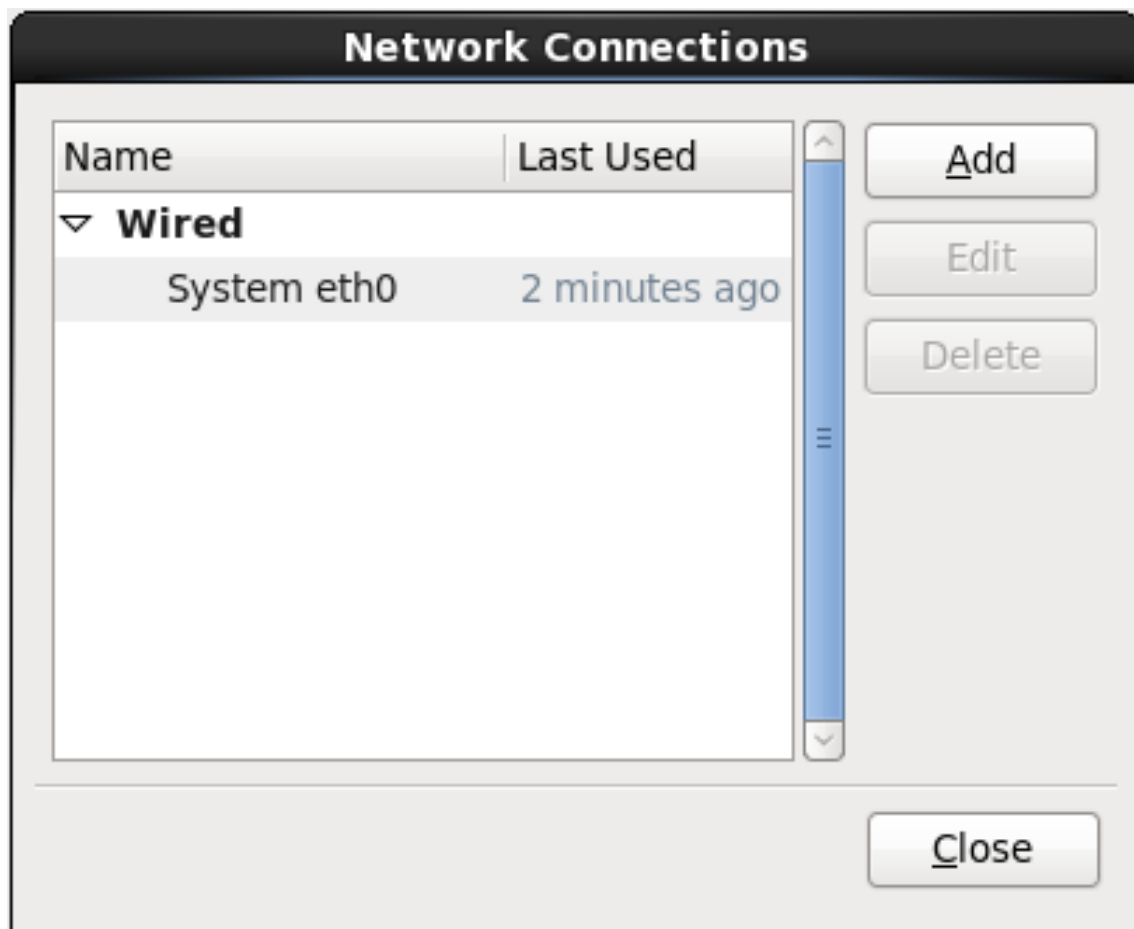 Network Connections
Name Last Used
Add
Wired
Edit
System eth0 2 minutes ago
Delete
Close